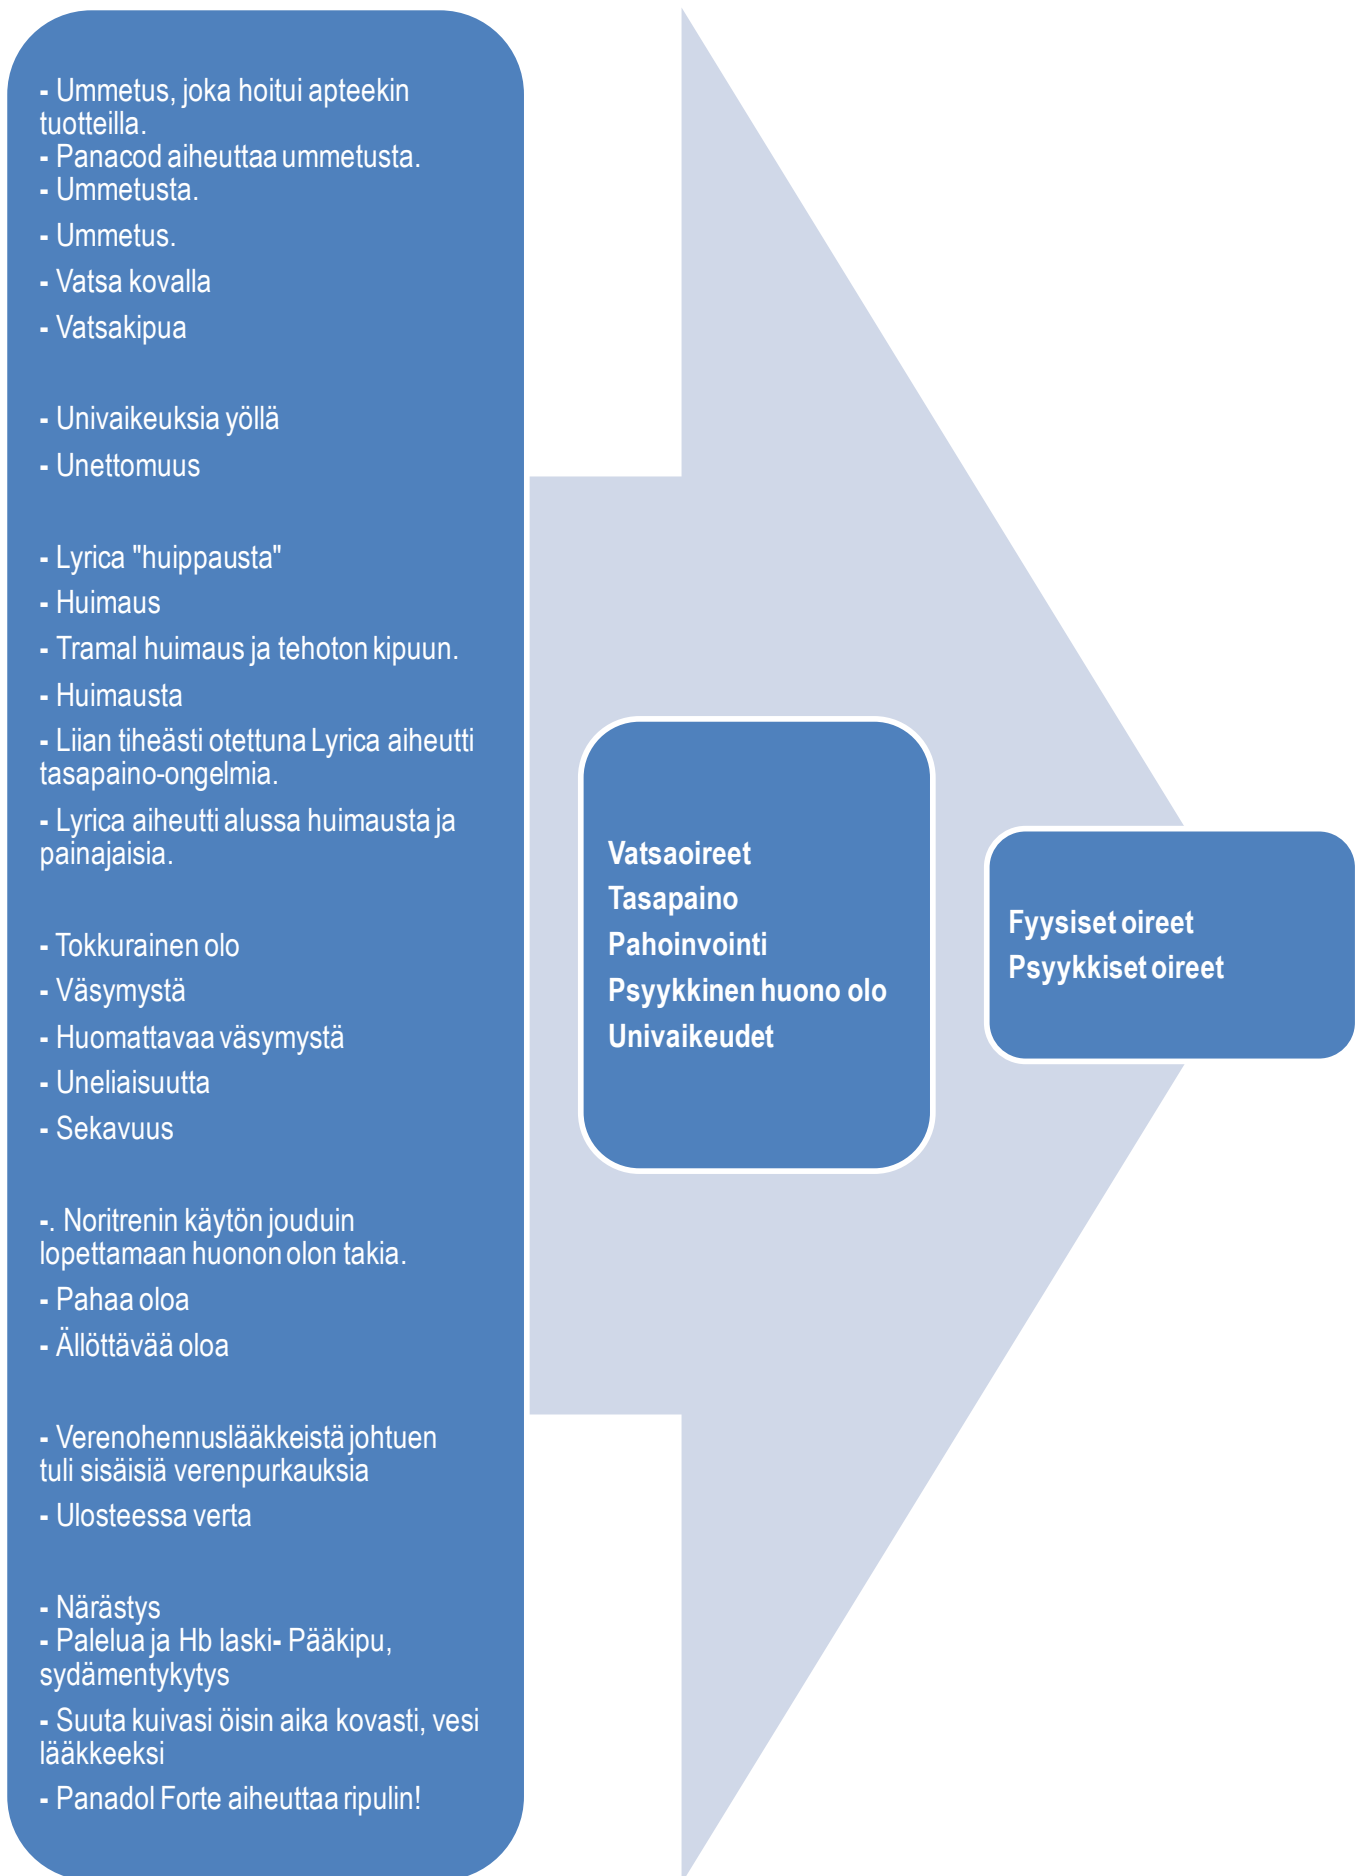 - Ummetus, joka hoitui apteekin
tuotteilla.
- Panacod aiheuttaa ummetusta.
- Ummetusta.
- Ummetus.
- Vatsa kovalla
- Vatsakipua
- Univaikeuksia yöllä
- Unettomuus
- Lyrica "huippausta"
- Huimaus
- Tramal huimaus ja tehoton kipuun.
- Huimausta
- Liian tiheästi otettuna Lyrica aiheutti
tasapaino-ongelmia.
- Lyrica aiheutti alussa huimausta ja
painajaisia.
- Tokkurainen olo
- Väsymystä
- Huomattavaa väsymystä
- Uneliaisuutta
- Sekavuus
-. Noritrenin käytön jouduin
lopettamaan huonon olon takia.
- Pahaa oloa
- Ällöttävää oloa
- Verenohennuslääkkeistä johtuen
tuli sisäisiä verenpurkauksia
- Ulosteessa verta
- Närästys
- Palelua ja Hb laski- Pääkipu,
sydämentykytys
- Suuta kuivasi öisin aika kovasti, vesi
lääkkeeksi
- Panadol Forte aiheuttaa ripulin!
Vatsaoireet
Tasapaino
Pahoinvointi
Psyykkinen huono olo
Univaikeudet
Fyysiset oireet
Psyykkiset oireet